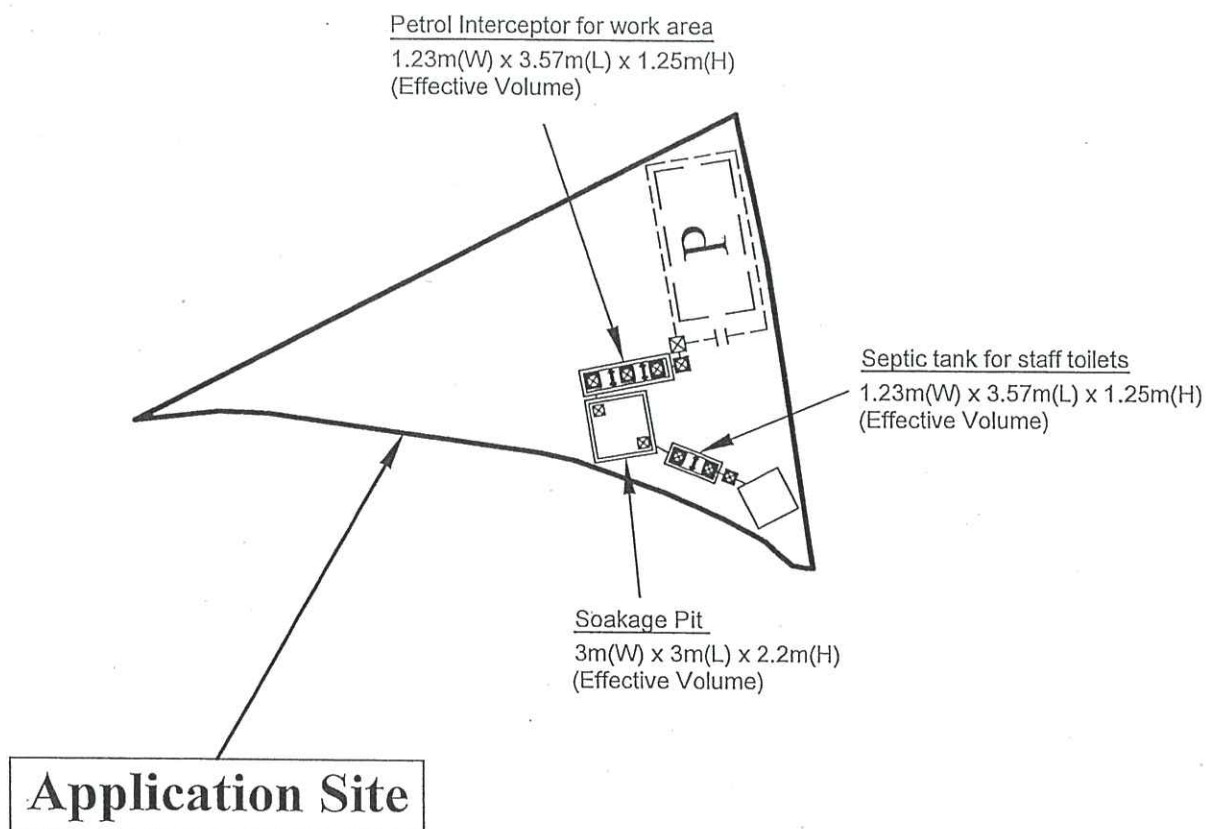 Petrol Interceptor for work area
1.23m(W) x 3.57m(L) x 1.25m(H)
(Effective Volume)
P
Septic tank for staff toilets
1.23m(W) x 3.57m(L) x 1.25m(H)
(Effective Volume)
Soakage Pit
3m(W) x 3m(L) x 2.2m(H)
(Effective Volume)
Application Site